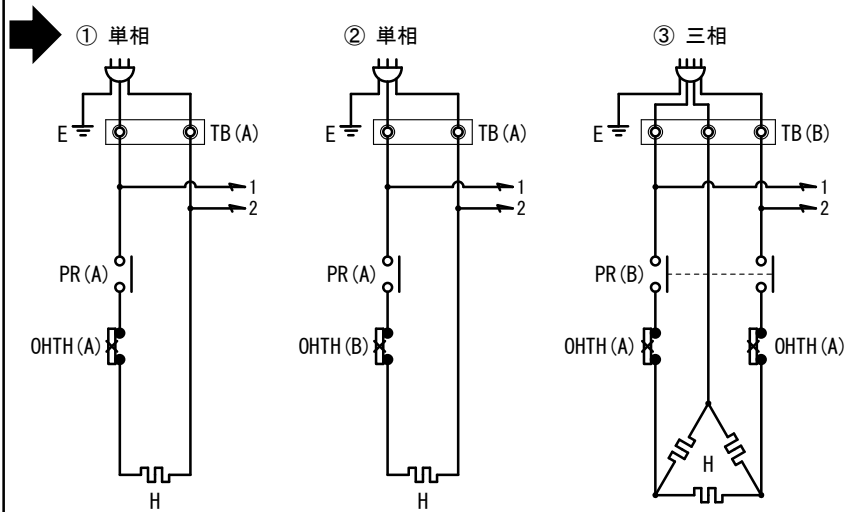 ① 単相
② 単相
③ 三相
E
TB(A)
E
TB(A)
E
TB(B)
1
2
1
2
1
2
PR(A)
PR(A)
PR(B)
OHTH(A)
OHTH(B)
OHTH(A)
OHTH(A)
H
H
H